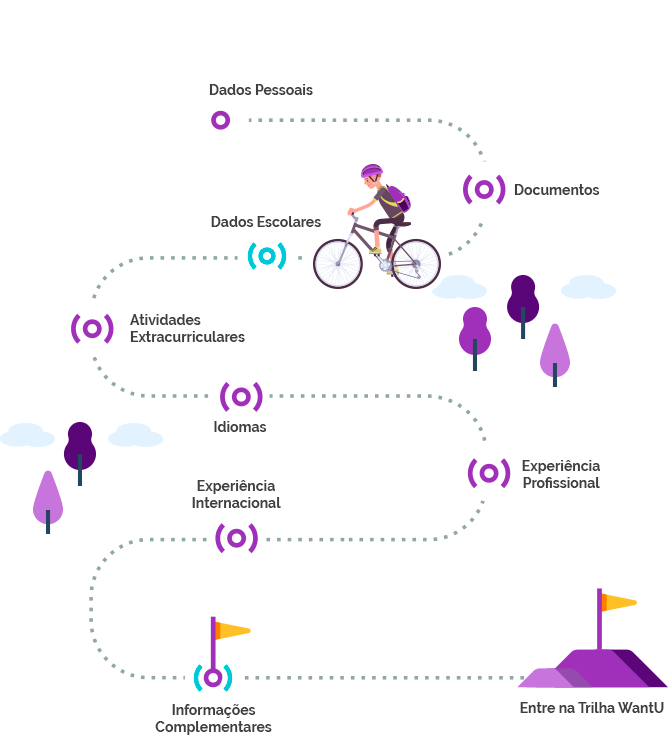 Dados Pessoais
Documentos
Dados Escolares
Atividades
Extracurriculares
Idiomas
Experiência
Profissional
Experiência
Internacional
Informações
Complementares
Entre na Trilha WantU